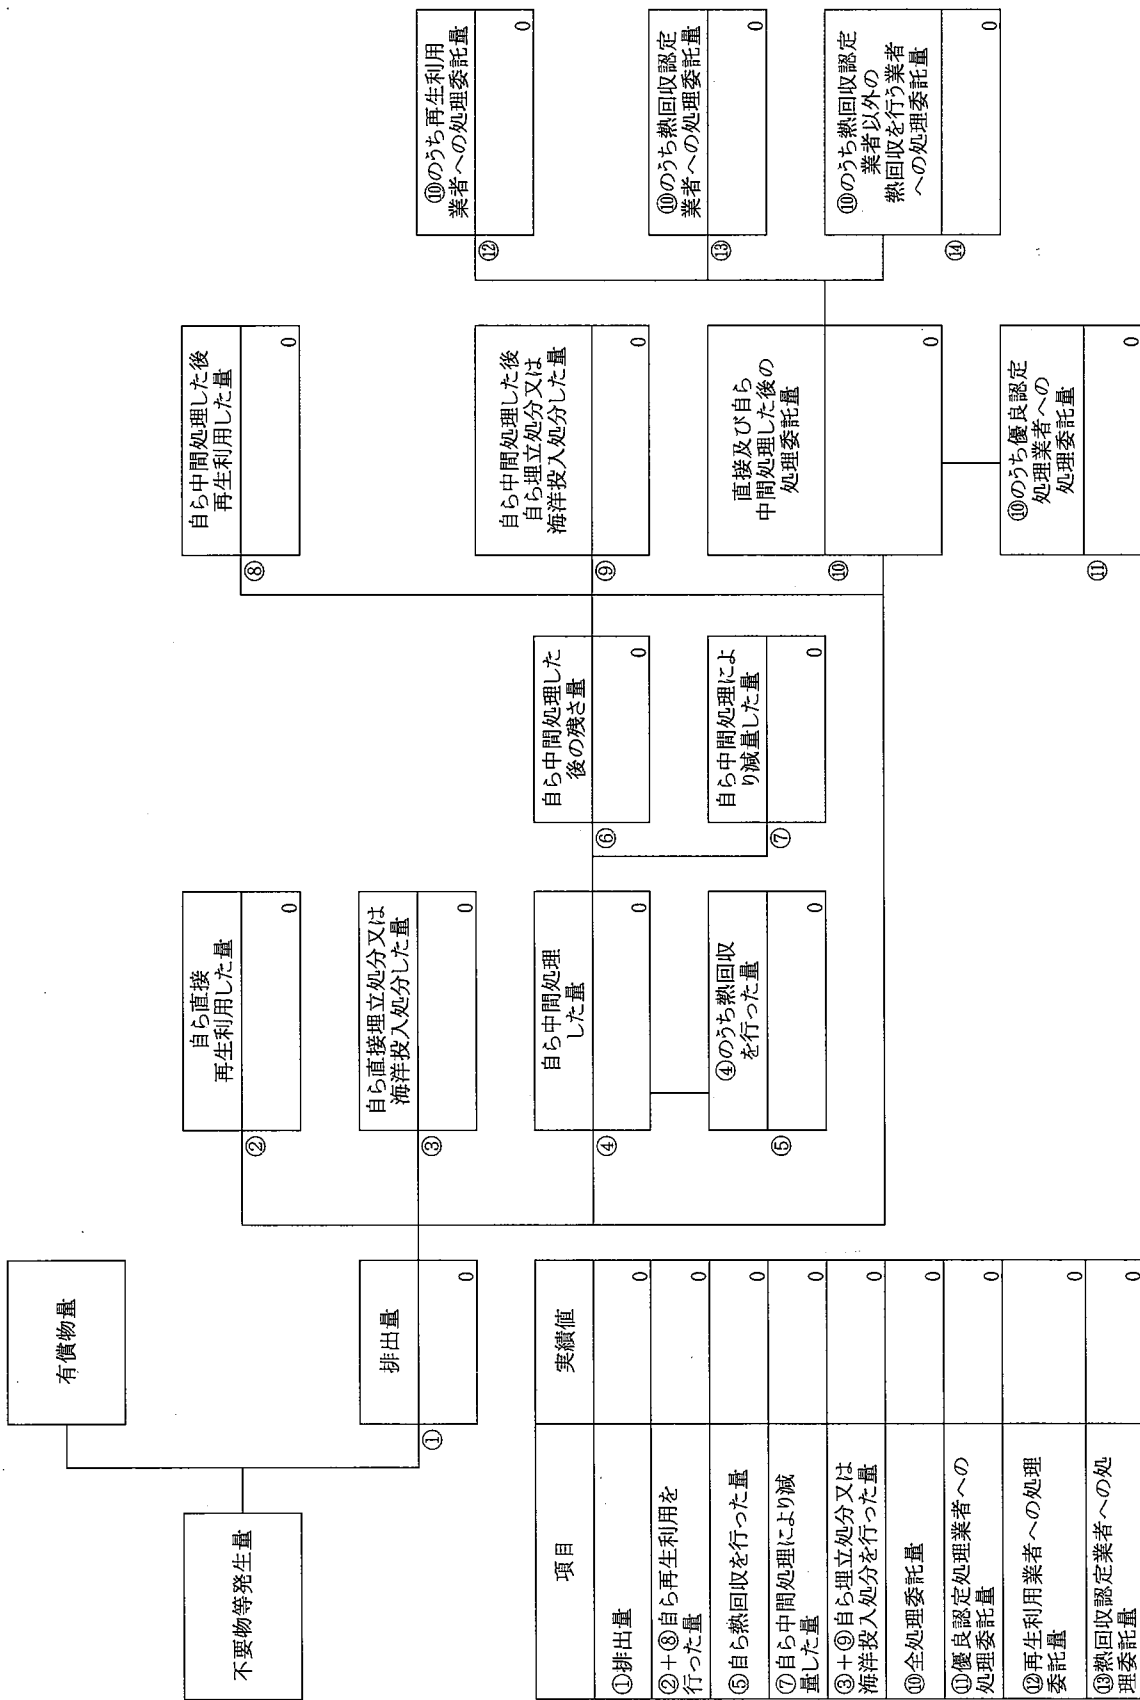 不要物等発生量
有償物量
①
排出量
0
②
自ら直接
再生利用した量
0
③
自ら直接埋立処分又は
海洋投入処分した量
0
④
自ら中間処理
した量
0
⑤
④のうち熱回収
を行った量
0
⑥
自ら中間処理した
後の残さ量
0
⑦
自ら中間処理によ
り減量した量
0
⑧
自ら中間処理した後
再生利用した量
0
⑨
自ら中間処理した後
自ら埋立処分又は
海洋投入処分した量
0
⑩
直接及び自ら
中間処理した後の
処理委託量
0
⑪
⑩のうち優良認定
処理業者への
処理委託量
0
⑫
⑩のうち再生利用
業者への処理委託量
0
⑬
⑩のうち熱回収認定
業者への処理委託量
0
⑭
⑩のうち熱回収認定
業者以外の
熱回収を行う業者
への処理委託量
0
項目 実績値
①排出量 0
②+⑧自ら再生利用を
行った量 0
⑤自ら熱回収を行った量 0
⑦自ら中間処理により減
量した量 0
③+⑨自ら埋立処分又は
海洋投入処分を行った量 0
⑩全処理委託量 0
⑪優良認定処理業者への
処理委託量 0
⑫再生利用業者への処理
委託量 0
⑬熱回収認定業者への処
理委託量 0